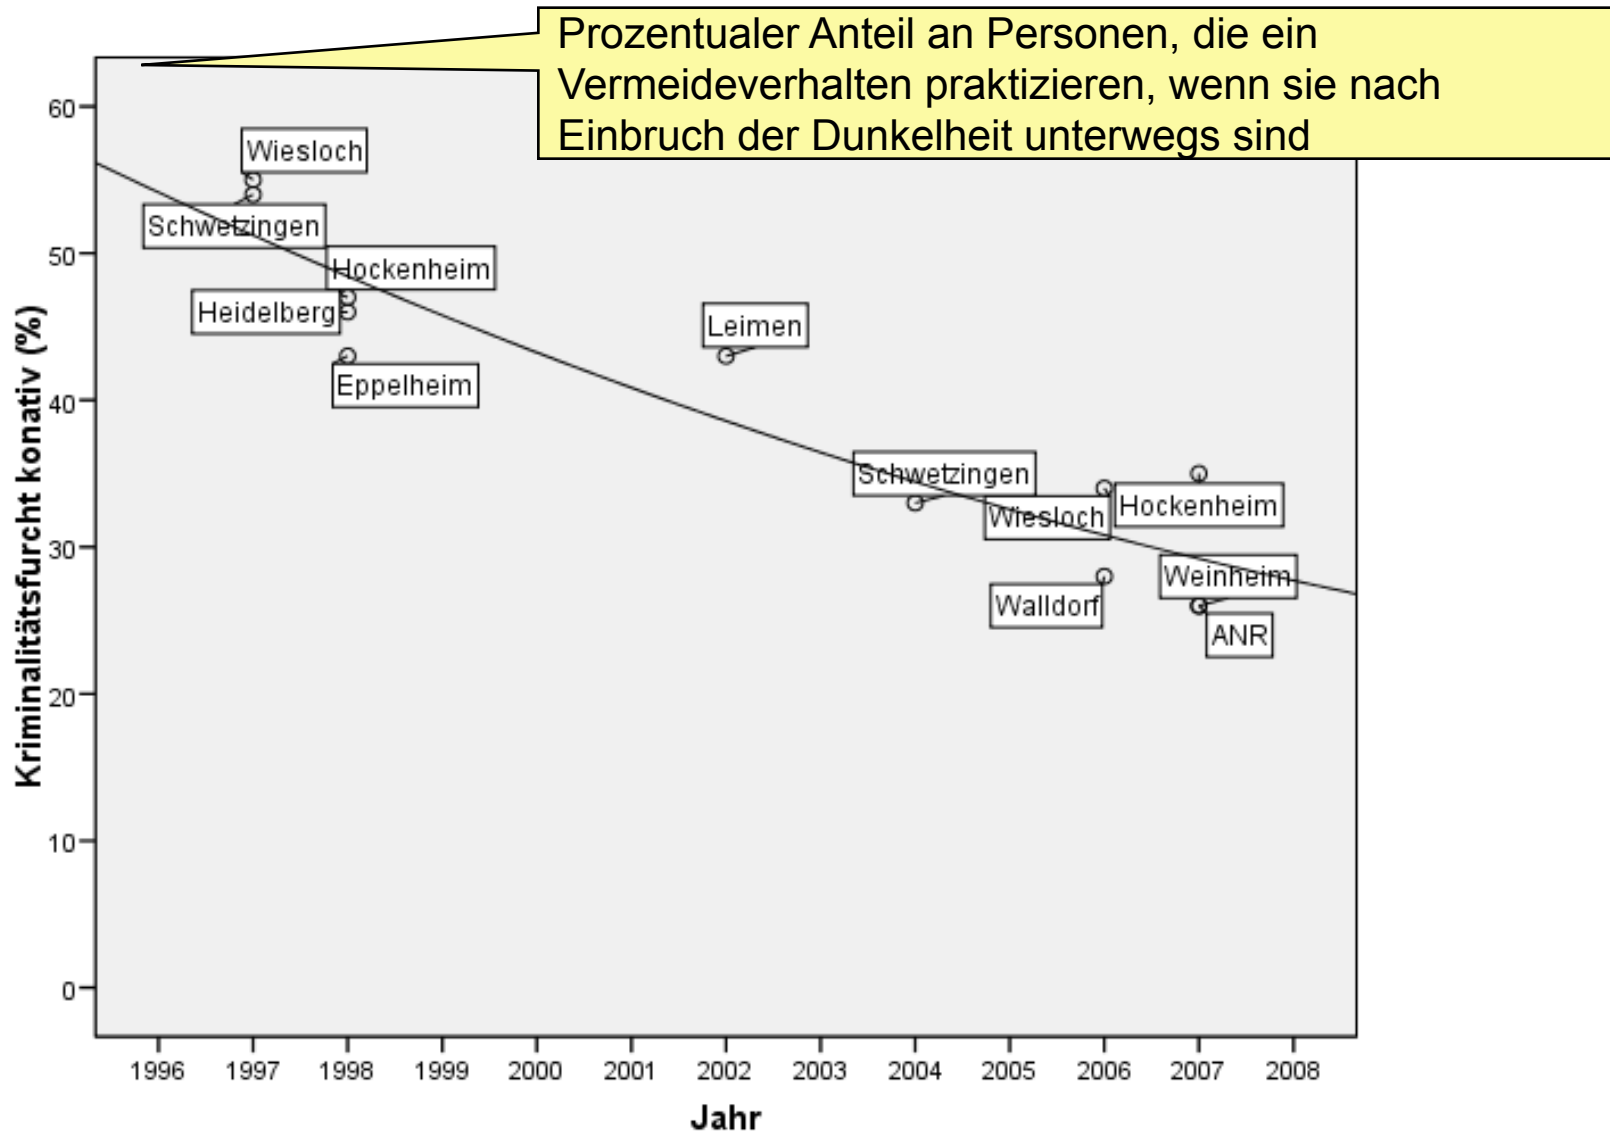 Prozentualer Anteil an Personen, die ein
Vermeideverhalten praktizieren, wenn sie nach
Einbruch der Dunkelheit unterwegs sind
Kriminalitätsfurcht konativ (%)
60
50
40
30
20
10
0
Wiesloch
Schwetzingen
Hockenheim
Heidelberg
Eppelheim
Leimen
Schwetzingen
Wiesloch
Hockenheim
Walldorf
Weinheim
ANR
1996 1997 1998 1999 2000 2001 2002 2003 2004 2005 2006 2007 2008
Jahr